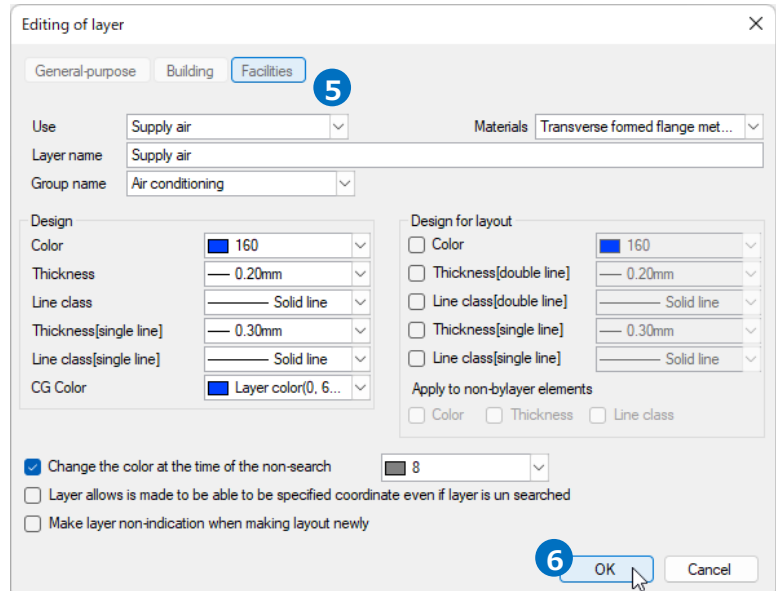 Editing of layer
General-purpose Building Facilities
5
Use Supply air Materials Transverse formed flange met...
Layer name Supply air
Group name Air conditioning
Design Design for layout
Color 160 Color 160
Thickness 0.20mm Thickness[double line] 0.20mm
Line class Solid line Line class[double line] Solid line
Thickness[single line] 0.30mm Thickness[single line] 0.30mm
Line class[single line] Solid line Line class[single line] Solid line
CG Color Layer color(0, 6... Apply to non-bylayer elements
Color Thickness Line class
Change the color at the time of the non-search 8
Layer allows is made to be able to be specified coordinate even if layer is un searched
Make layer non-indication when making layout newly
6 OK Cancel